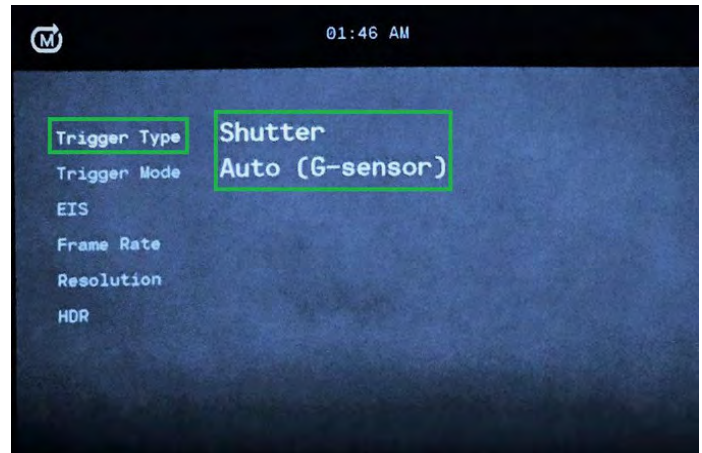 M
01:46 AM
Trigger Type
Shutter
Trigger Mode
Auto (G-sensor)
EIS
Frame Rate
Resolution
HDR